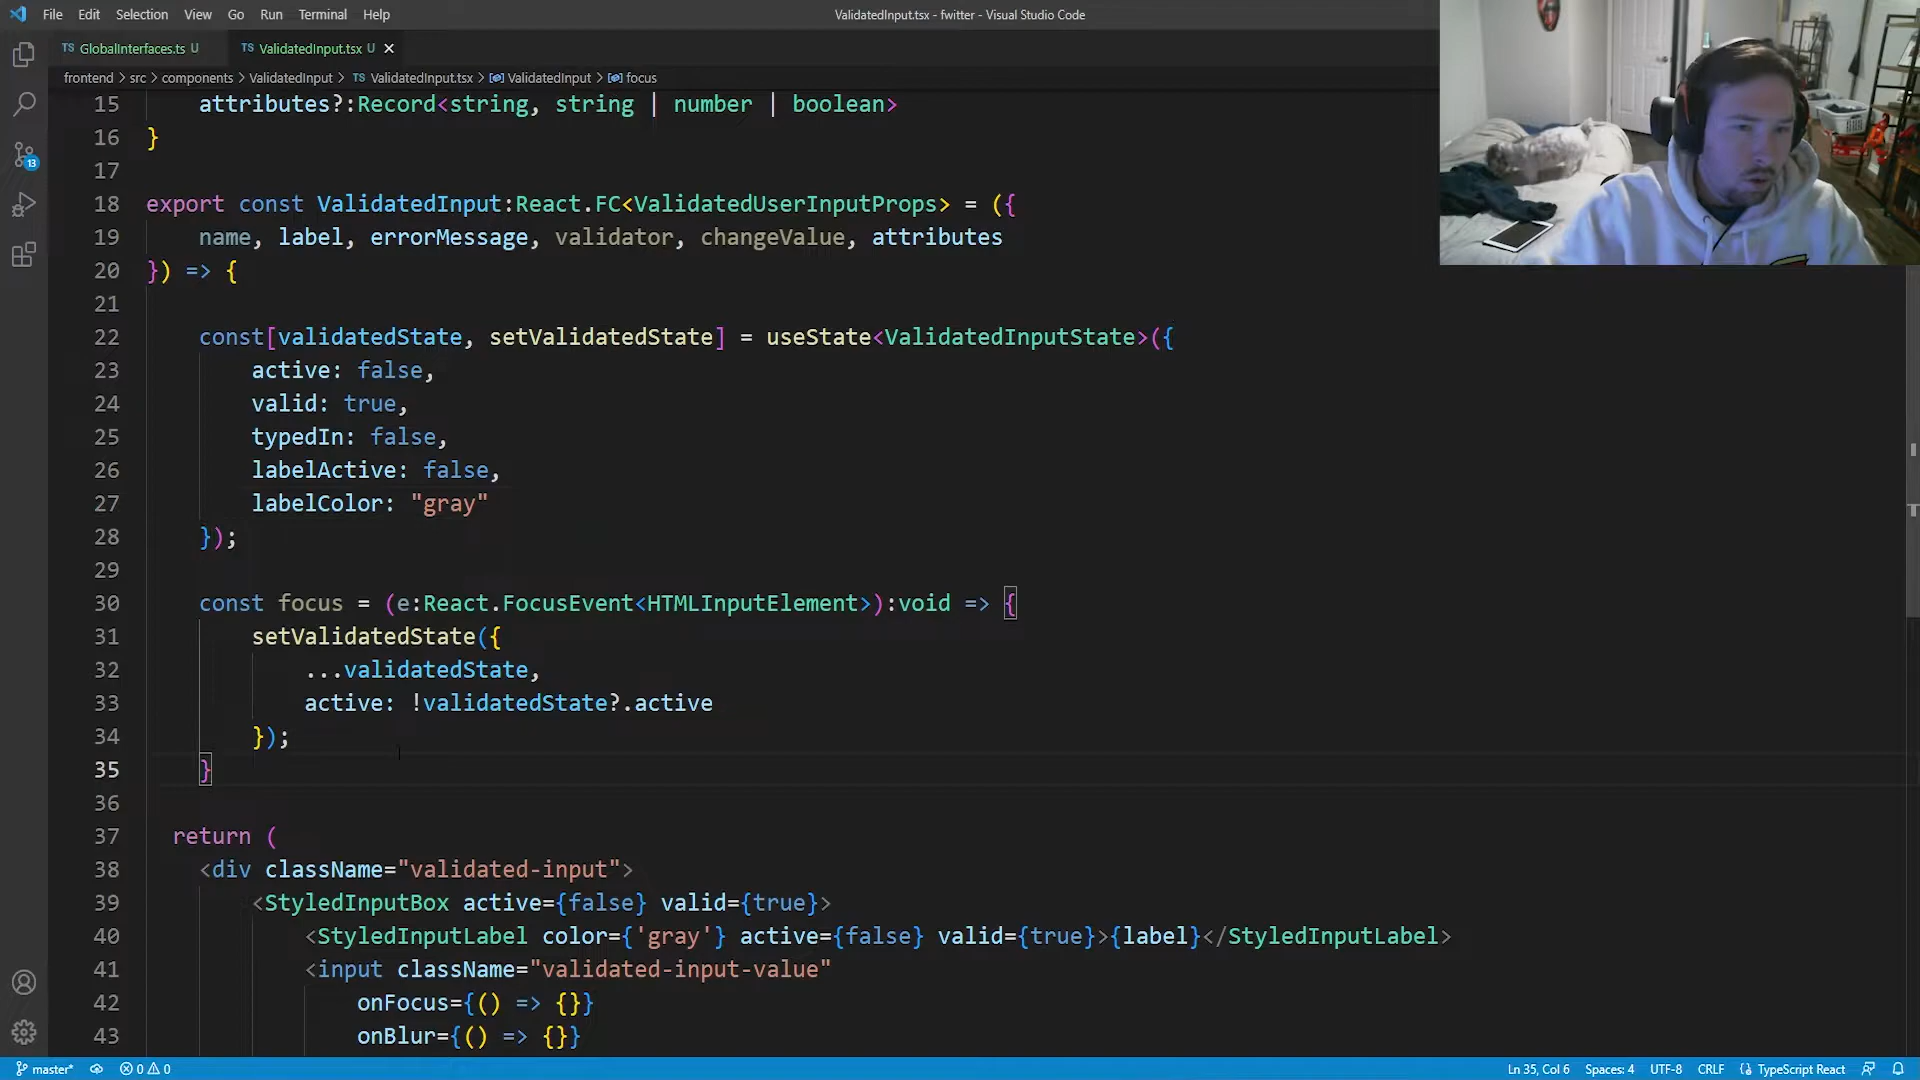 File Edit Selection View Go Run Terminal Help
ValidatedInput.tsx - fwitter - Visual Studio Code
TS GlobalInterfaces.ts U
TS ValidatedInput.tsx U
frontend > src > components > ValidatedInput > TS ValidatedInput.tsx > ValidatedInput > focus
15 attributes?:Record<string, string | number | boolean>
16 }
17
18 export const ValidatedInput:React.FC<ValidatedUserInputProps> = ({
19 name, label, errorMessage, validator, changeValue, attributes
20 }) => {
21
22 const[validatedState, setValidatedState] = useState<ValidatedInputState>({
23 active: false,
24 valid: true,
25 typedIn: false,
26 labelActive: false,
27 labelColor: "gray"
28 });
29
30 const focus = (e:React.FocusEvent<HTMLInputElement>):void => {
31 setValidatedState({
32 ...validatedState,
33 active: !validatedState?.active
34 });
35 }
36
37 return (
38 <div className="validated-input">
39 <StyledInputBox active={false} valid={true}>
40 <StyledInputLabel color={'gray'} active={false} valid={true}>{label}</StyledInputLabel>
41 <input className="validated-input-value"
42 onFocus={() => {}}
43 onBlur={() => {}}
13
master* 0 0
Ln 35, Col 6 Spaces: 4 UTF-8 CRLF TypeScript React